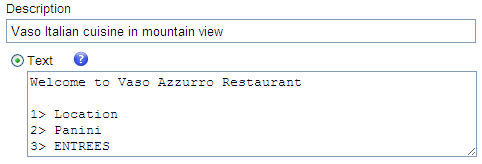 Description
Vaso Italian cuisine in mountain view
Text
Welcome to Vaso Azzurro Restaurant
1> Location
2> Panini
3> ENTREES